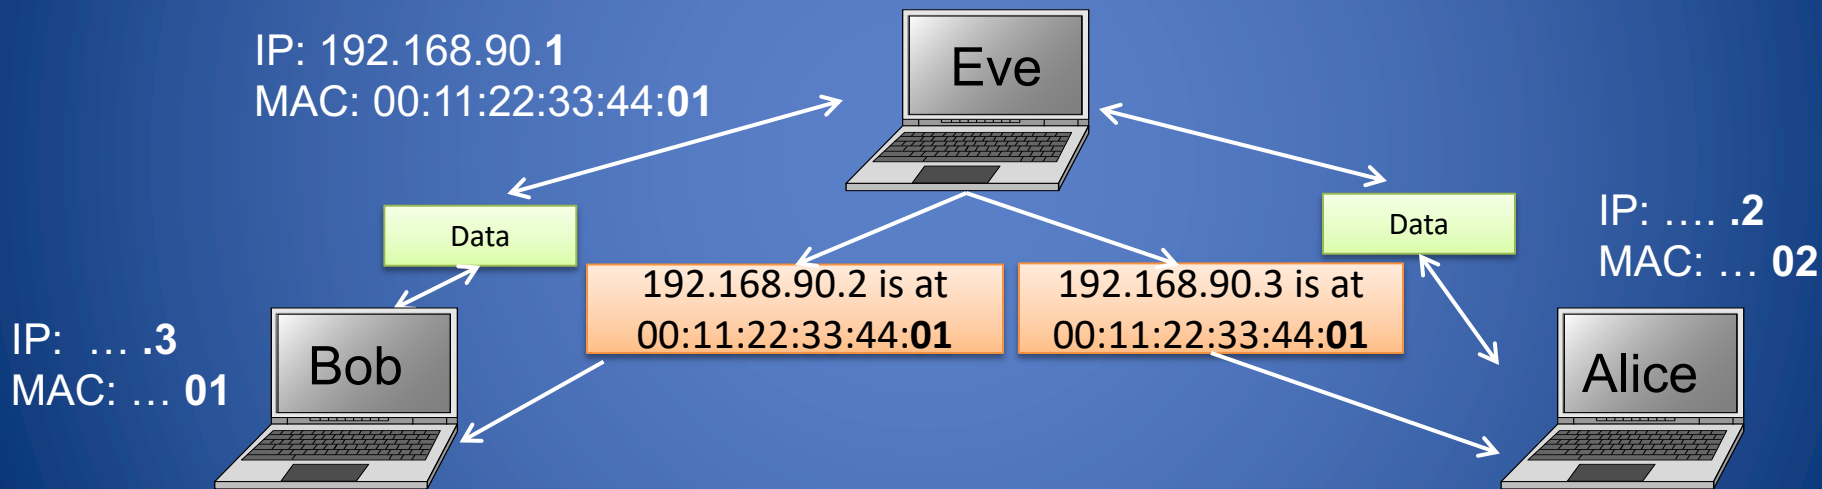 IP: 192.168.90.1
MAC: 00:11:22:33:44:01
Eve
Data
Data
IP: …. .2
MAC: … 02
192.168.90.2 is at
00:11:22:33:44:01
192.168.90.3 is at
00:11:22:33:44:01
IP: … .3
MAC: … 01
Bob
Alice